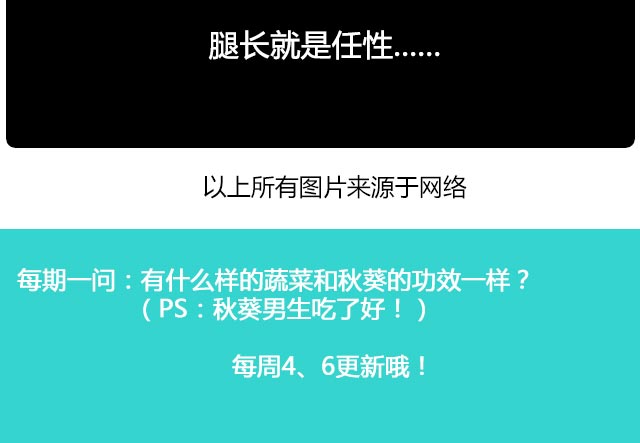 腿长就是任性......
以上所有图片来源于网络
每期一问：有什么样的蔬菜和秋葵的功效一样？
（PS：秋葵男生吃了好！）
每周4、6更新哦！